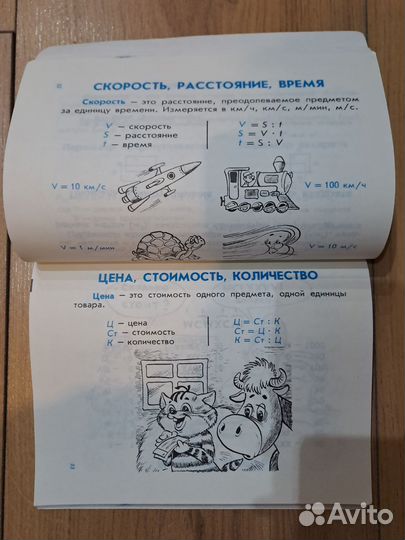 СКОРОСТЬ, РАССТОЯНИЕ, ВРЕМЯ
Скорость — это расстояние, преодолеваемое предметом
за единицу времени. Измеряется в км/ч, км/с, м/мин, м/с.
V — скорость V = S : t
S — расстояние S = V · t
t — время t = S : V
V = 10 км/с V = 100 км/ч
V = 1 м/мин V = 10 м/с
ЦЕНА, СТОИМОСТЬ, КОЛИЧЕСТВО
Цена — это стоимость одного предмета, одной единицы
товара.
Ц — цена Ц = Ст : К
Ст — стоимость Ст = Ц · К
К — количество К = Ст : Ц
Avito